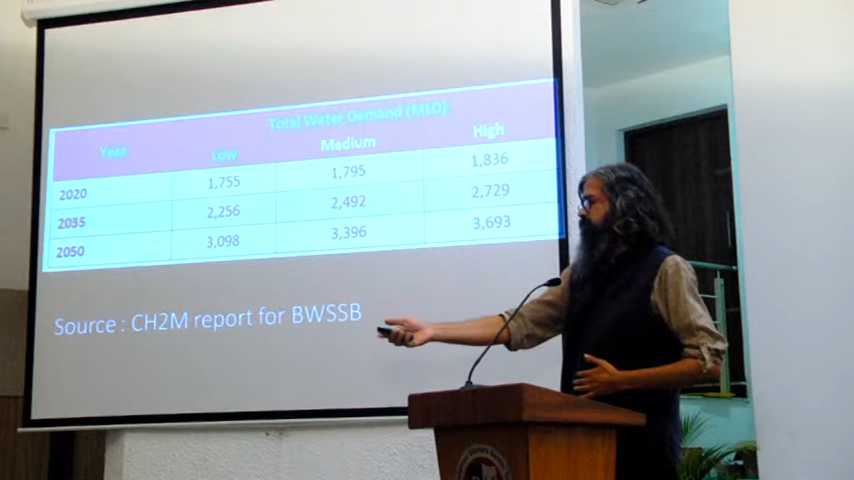 Total Water Demand (MLD)
Year Low Medium High
2020 1,755 1,795 1,836
2035 2,256 2,492 2,729
2050 3,098 3,396 3,693
Source : CH2M report for BWSSB